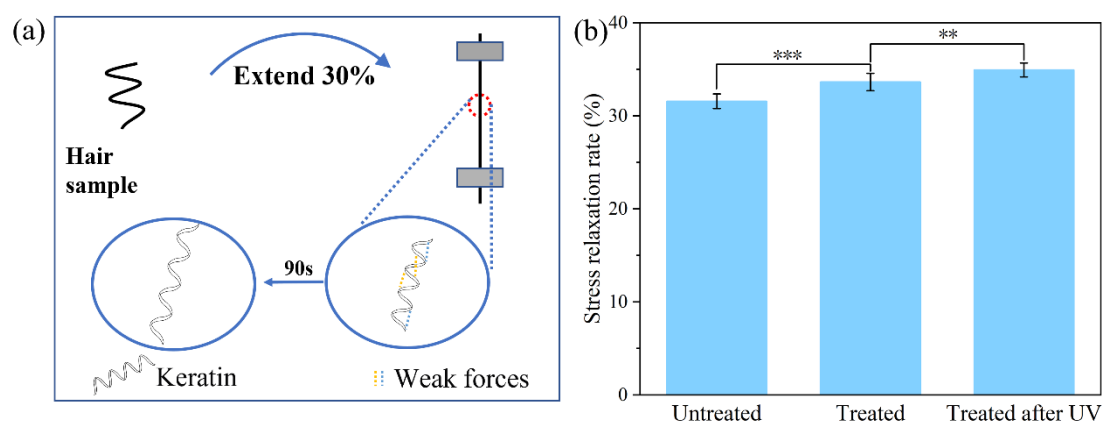 (a)
Extend 30%
Hair
sample
90s
Keratin
Weak forces
(b)
Stress relaxation rate (%)
40
30
20
10
0
***
**
Untreated
Treated
Treated after UV